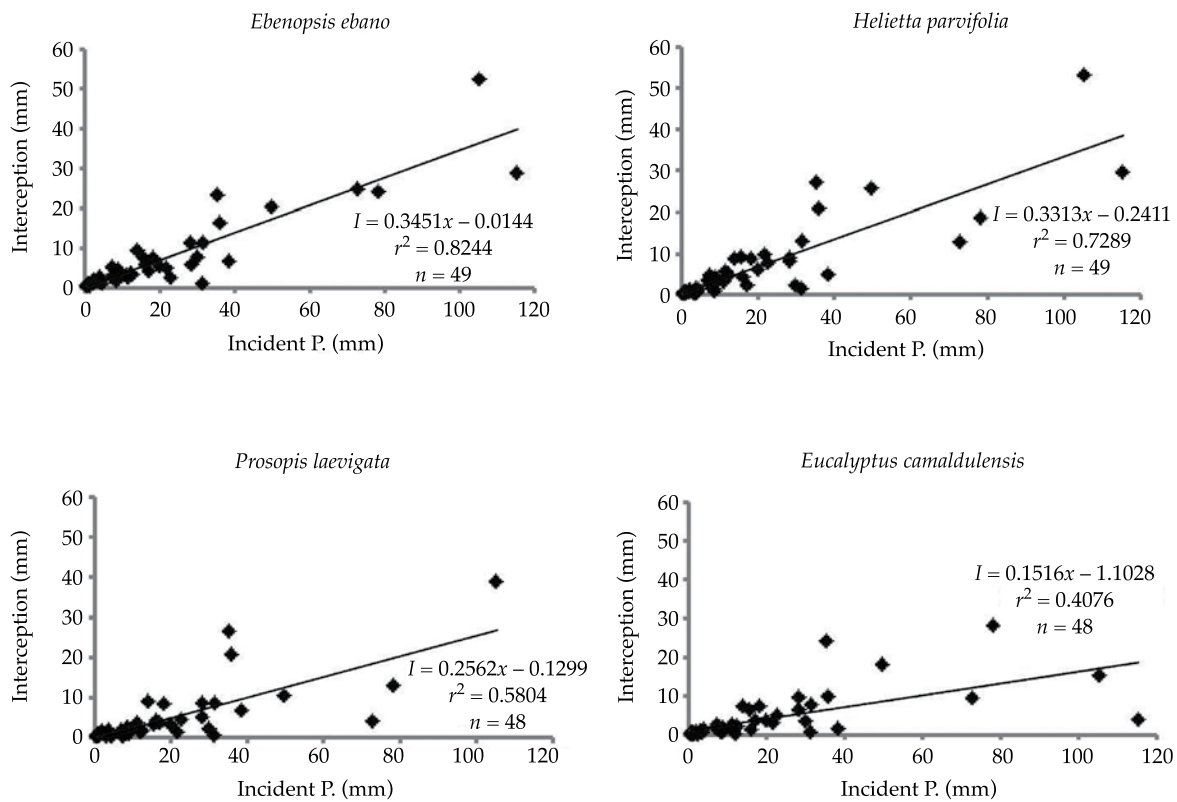 Ebenopsis ebano
Interception (mm)
60
50
40
30
20
10
0
I = 0.3451x – 0.0144
r² = 0.8244
n = 49
0 20 40 60 80 100 120
Incident P. (mm)
Helietta parvifolia
Interception (mm)
60
50
40
30
20
10
0
I = 0.3313x – 0.2411
r² = 0.7289
n = 49
0 20 40 60 80 100 120
Incident P. (mm)
Prosopis laevigata
Interception (mm)
60
50
40
30
20
10
0
I = 0.2562x – 0.1299
r² = 0.5804
n = 48
0 20 40 60 80 100 120
Incident P. (mm)
Eucalyptus camaldulensis
Interception (mm)
60
50
40
30
20
10
0
I = 0.1516x – 1.1028
r² = 0.4076
n = 48
0 20 40 60 80 100 120
Incident P. (mm)